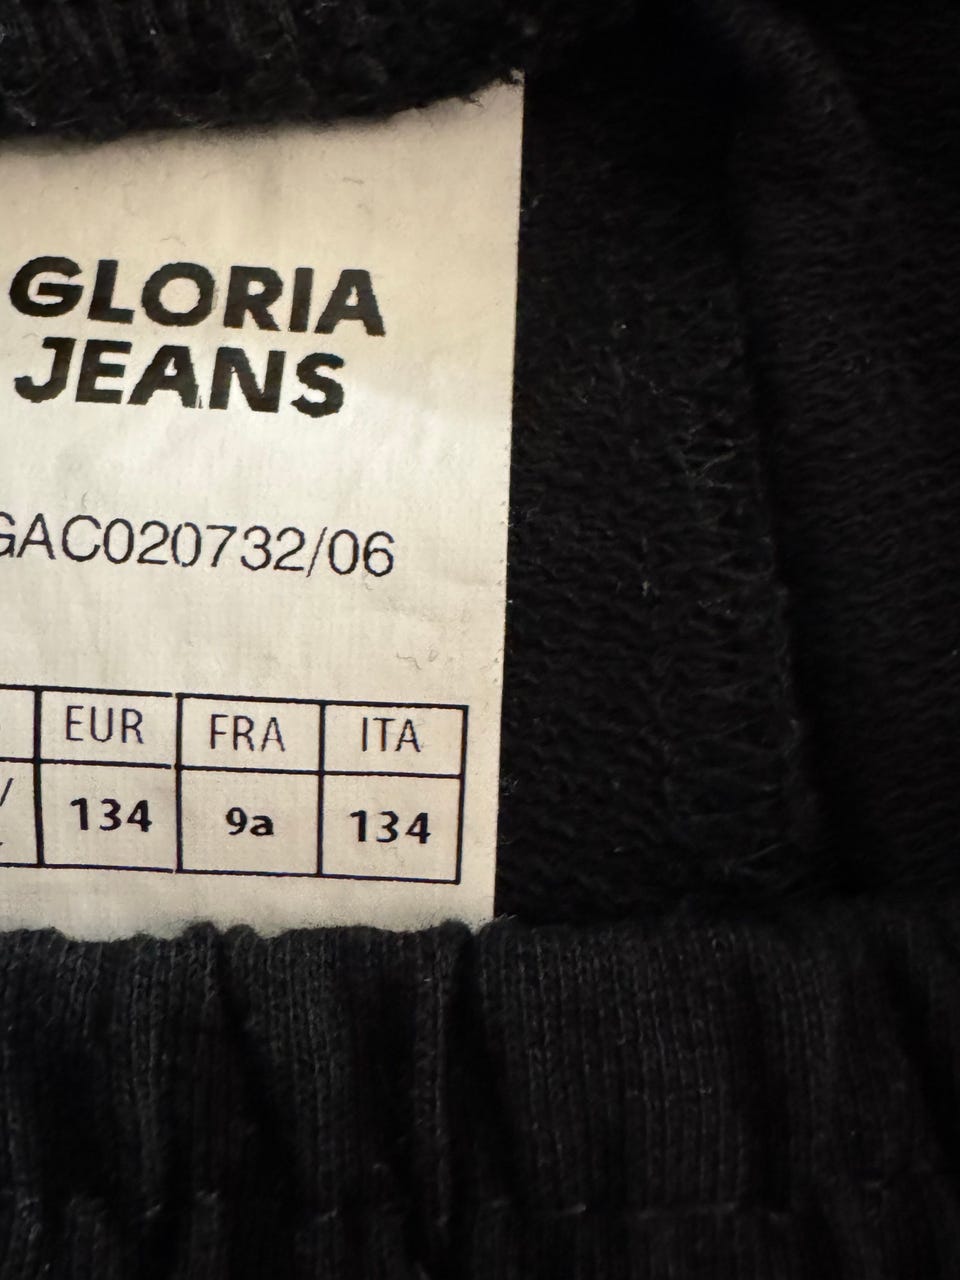 GLORIA
JEANS
GAC020732/06
EUR FRA ITA
134 9a 134